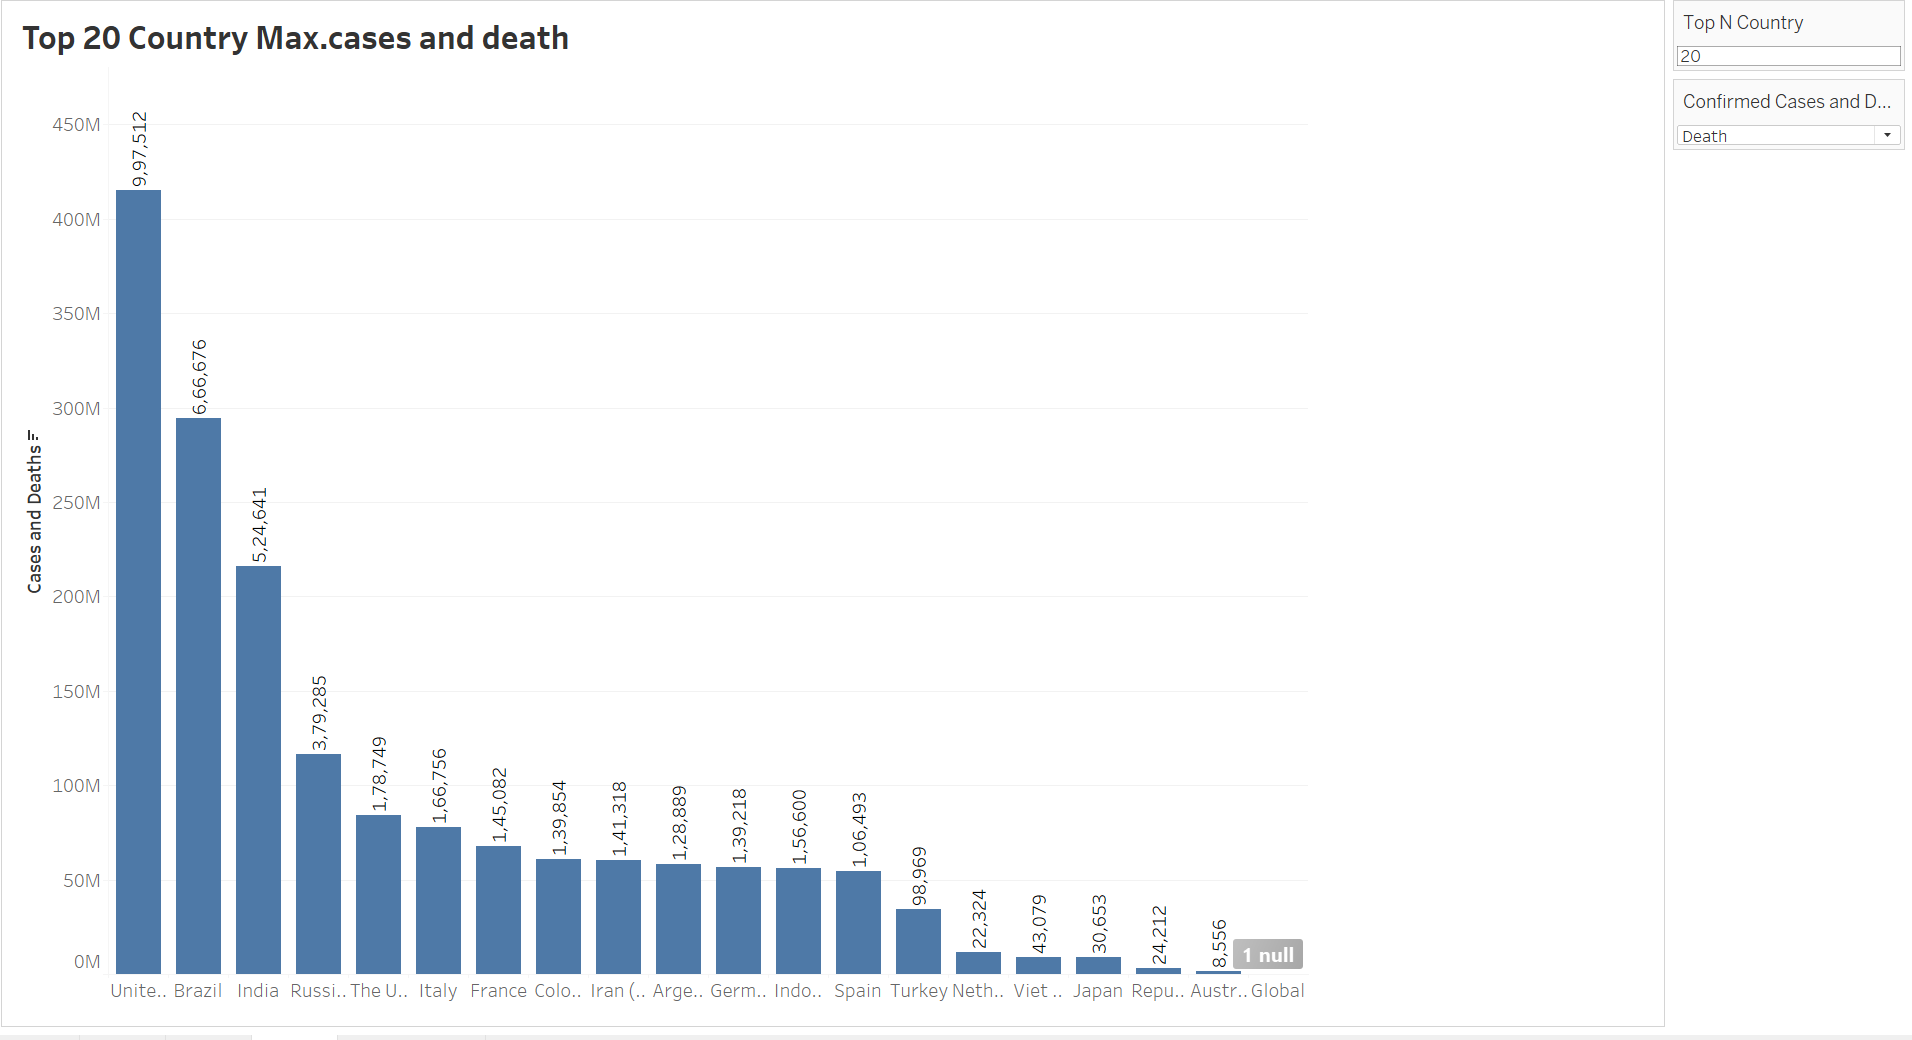 Top 20 Country Max.cases and death
Top N Country
20
Confirmed Cases and D...
Death
Cases and Deaths
450M
400M
350M
300M
250M
200M
150M
100M
50M
0M
9,97,512
6,66,676
5,24,641
3,79,285
1,78,749
1,66,756
1,45,082
1,39,854
1,41,318
1,28,889
1,39,218
1,56,600
1,06,493
98,969
22,324
43,079
30,653
24,212
8,556
1 null
Unite.. Brazil India Russi.. The U.. Italy France Colo.. Iran (.. Arge.. Germ.. Indo.. Spain Turkey Neth.. Viet .. Japan Repu.. Austr.. Global